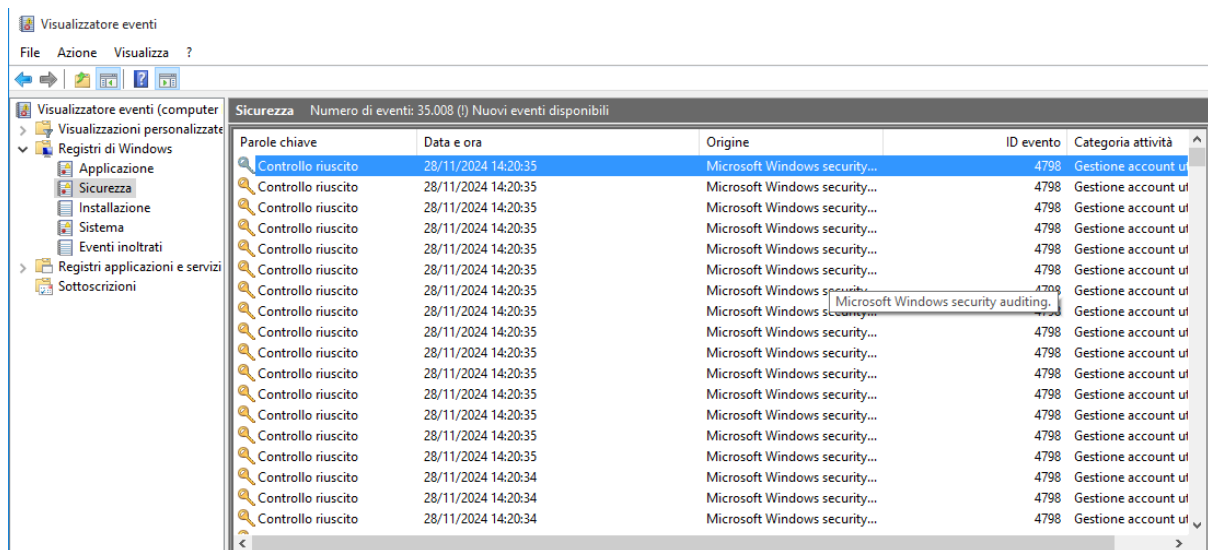 Visualizzatore eventi
File Azione Visualizza ?
Visualizzatore eventi (computer
Visualizzazioni personalizzate
Registri di Windows
Applicazione
Sicurezza
Installazione
Sistema
Eventi inoltrati
Registri applicazioni e servizi
Sottoscrizioni
Sicurezza Numero di eventi: 35.008 (!) Nuovi eventi disponibili
Parole chiave Data e ora Origine ID evento Categoria attività
Controllo riuscito 28/11/2024 14:20:35 Microsoft Windows security... 4798 Gestione account ut
Controllo riuscito 28/11/2024 14:20:35 Microsoft Windows security... 4798 Gestione account ut
Controllo riuscito 28/11/2024 14:20:35 Microsoft Windows security... 4798 Gestione account ut
Controllo riuscito 28/11/2024 14:20:35 Microsoft Windows security... 4798 Gestione account ut
Controllo riuscito 28/11/2024 14:20:35 Microsoft Windows security... 4798 Gestione account ut
Controllo riuscito 28/11/2024 14:20:35 Microsoft Windows security... 4798 Gestione account ut
Controllo riuscito 28/11/2024 14:20:35 Microsoft Windows security... 4798 Gestione account ut
Microsoft Windows security auditing.
Controllo riuscito 28/11/2024 14:20:35 Microsoft Windows security... 4798 Gestione account ut
Controllo riuscito 28/11/2024 14:20:35 Microsoft Windows security... 4798 Gestione account ut
Controllo riuscito 28/11/2024 14:20:35 Microsoft Windows security... 4798 Gestione account ut
Controllo riuscito 28/11/2024 14:20:35 Microsoft Windows security... 4798 Gestione account ut
Controllo riuscito 28/11/2024 14:20:35 Microsoft Windows security... 4798 Gestione account ut
Controllo riuscito 28/11/2024 14:20:35 Microsoft Windows security... 4798 Gestione account ut
Controllo riuscito 28/11/2024 14:20:35 Microsoft Windows security... 4798 Gestione account ut
Controllo riuscito 28/11/2024 14:20:35 Microsoft Windows security... 4798 Gestione account ut
Controllo riuscito 28/11/2024 14:20:34 Microsoft Windows security... 4798 Gestione account ut
Controllo riuscito 28/11/2024 14:20:34 Microsoft Windows security... 4798 Gestione account ut
Controllo riuscito 28/11/2024 14:20:34 Microsoft Windows security... 4798 Gestione account ut